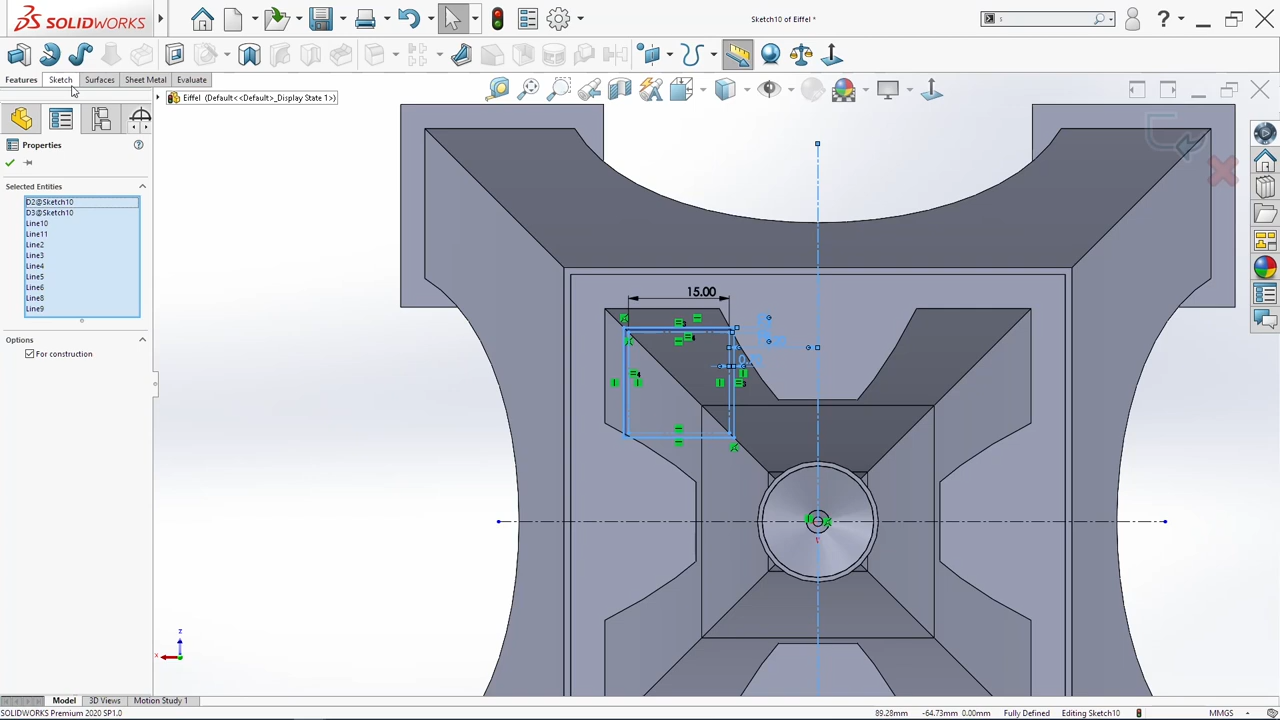 SOLIDWORKS
Sketch10 of Eiffel *
s
?
Features
Sketch
Surfaces
Sheet Metal
Evaluate
Eiffel (Default<<Default>_Display State 1>)
Properties
Selected Entities
D2@Sketch10
D3@Sketch10
Line10
Line11
Line2
Line3
Line4
Line5
Line6
Line8
Line9
Options
For construction
15.00
z
x
Model
3D Views
Motion Study 1
SOLIDWORKS Premium 2020 SP1.0
89.28mm
-64.73mm
0.00mm
Fully Defined
Editing Sketch10
MMGS